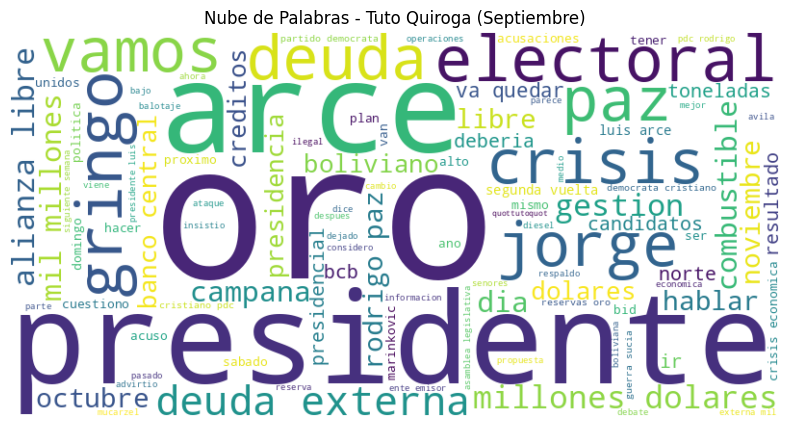 Nube de Palabras - Tuto Quiroga (Septiembre)
partido democrata
operaciones
acusaciones
tener
pdc rodrigo
vamos
deuda
electoral
unidos
ahora
alianza libre
gringo
bajo
balotaje
arce
creditos
van
parece
va quedar
paz
toneladas
mejor
avila
mil millones
politica
banco central
presidencia
plan
ilegal
libre
deberia
luis arce
combustible
noviembre
resultado
proximo
boliviano
alto
crisis
medio
siguiente semana
viene
presidente luis
ataque
cambio
segunda vuelta
democrata cristiano
oro
mismo
gestion
domingo
hacer
insistio
despues
dice
quottutoquot
candidatos
dejado
considero
ano
jorge
diesel
ser
presidencial
rodrigo paz
bcb
respaldo
norte
economica
crisis economica
parte
cuestiono
cristiano pdc
campana
informacion
dia
dolares
reservas oro
bid
hablar
presidente
marinkovic
asamblea legislativa
senores
guerra sucia
boliviana
acuso
sabado
propuesta
ir
pasado
advirtio
reserva
ente emisor
octubre
mucarzel
deuda externa
millones dolares
debate
externa mil